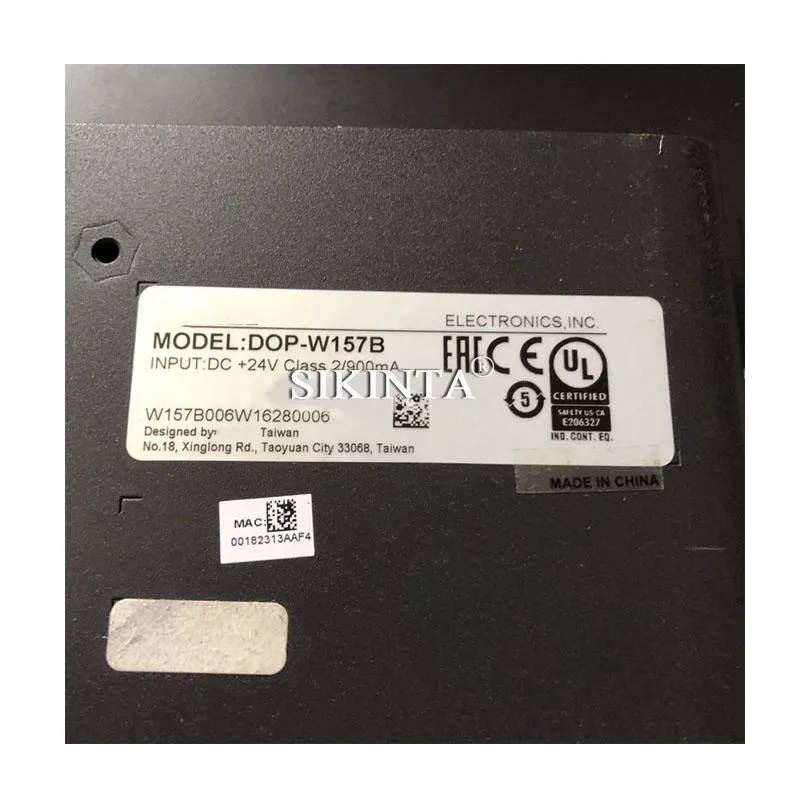 ELECTRONICS,INC.
MODEL:DOP-W157B
INPUT:DC +24V Class 2/900mA
EAC CE
UL
5
CERTIFIED
SAFETY US-CA
E206327
IND. CONT. EQ.
SIKINTA®
W157B006W16280006
Designed by Taiwan
No.18, Xinglong Rd., Taoyuan City 33068, Taiwan
MADE IN CHINA
MAC:
00182313AAF4